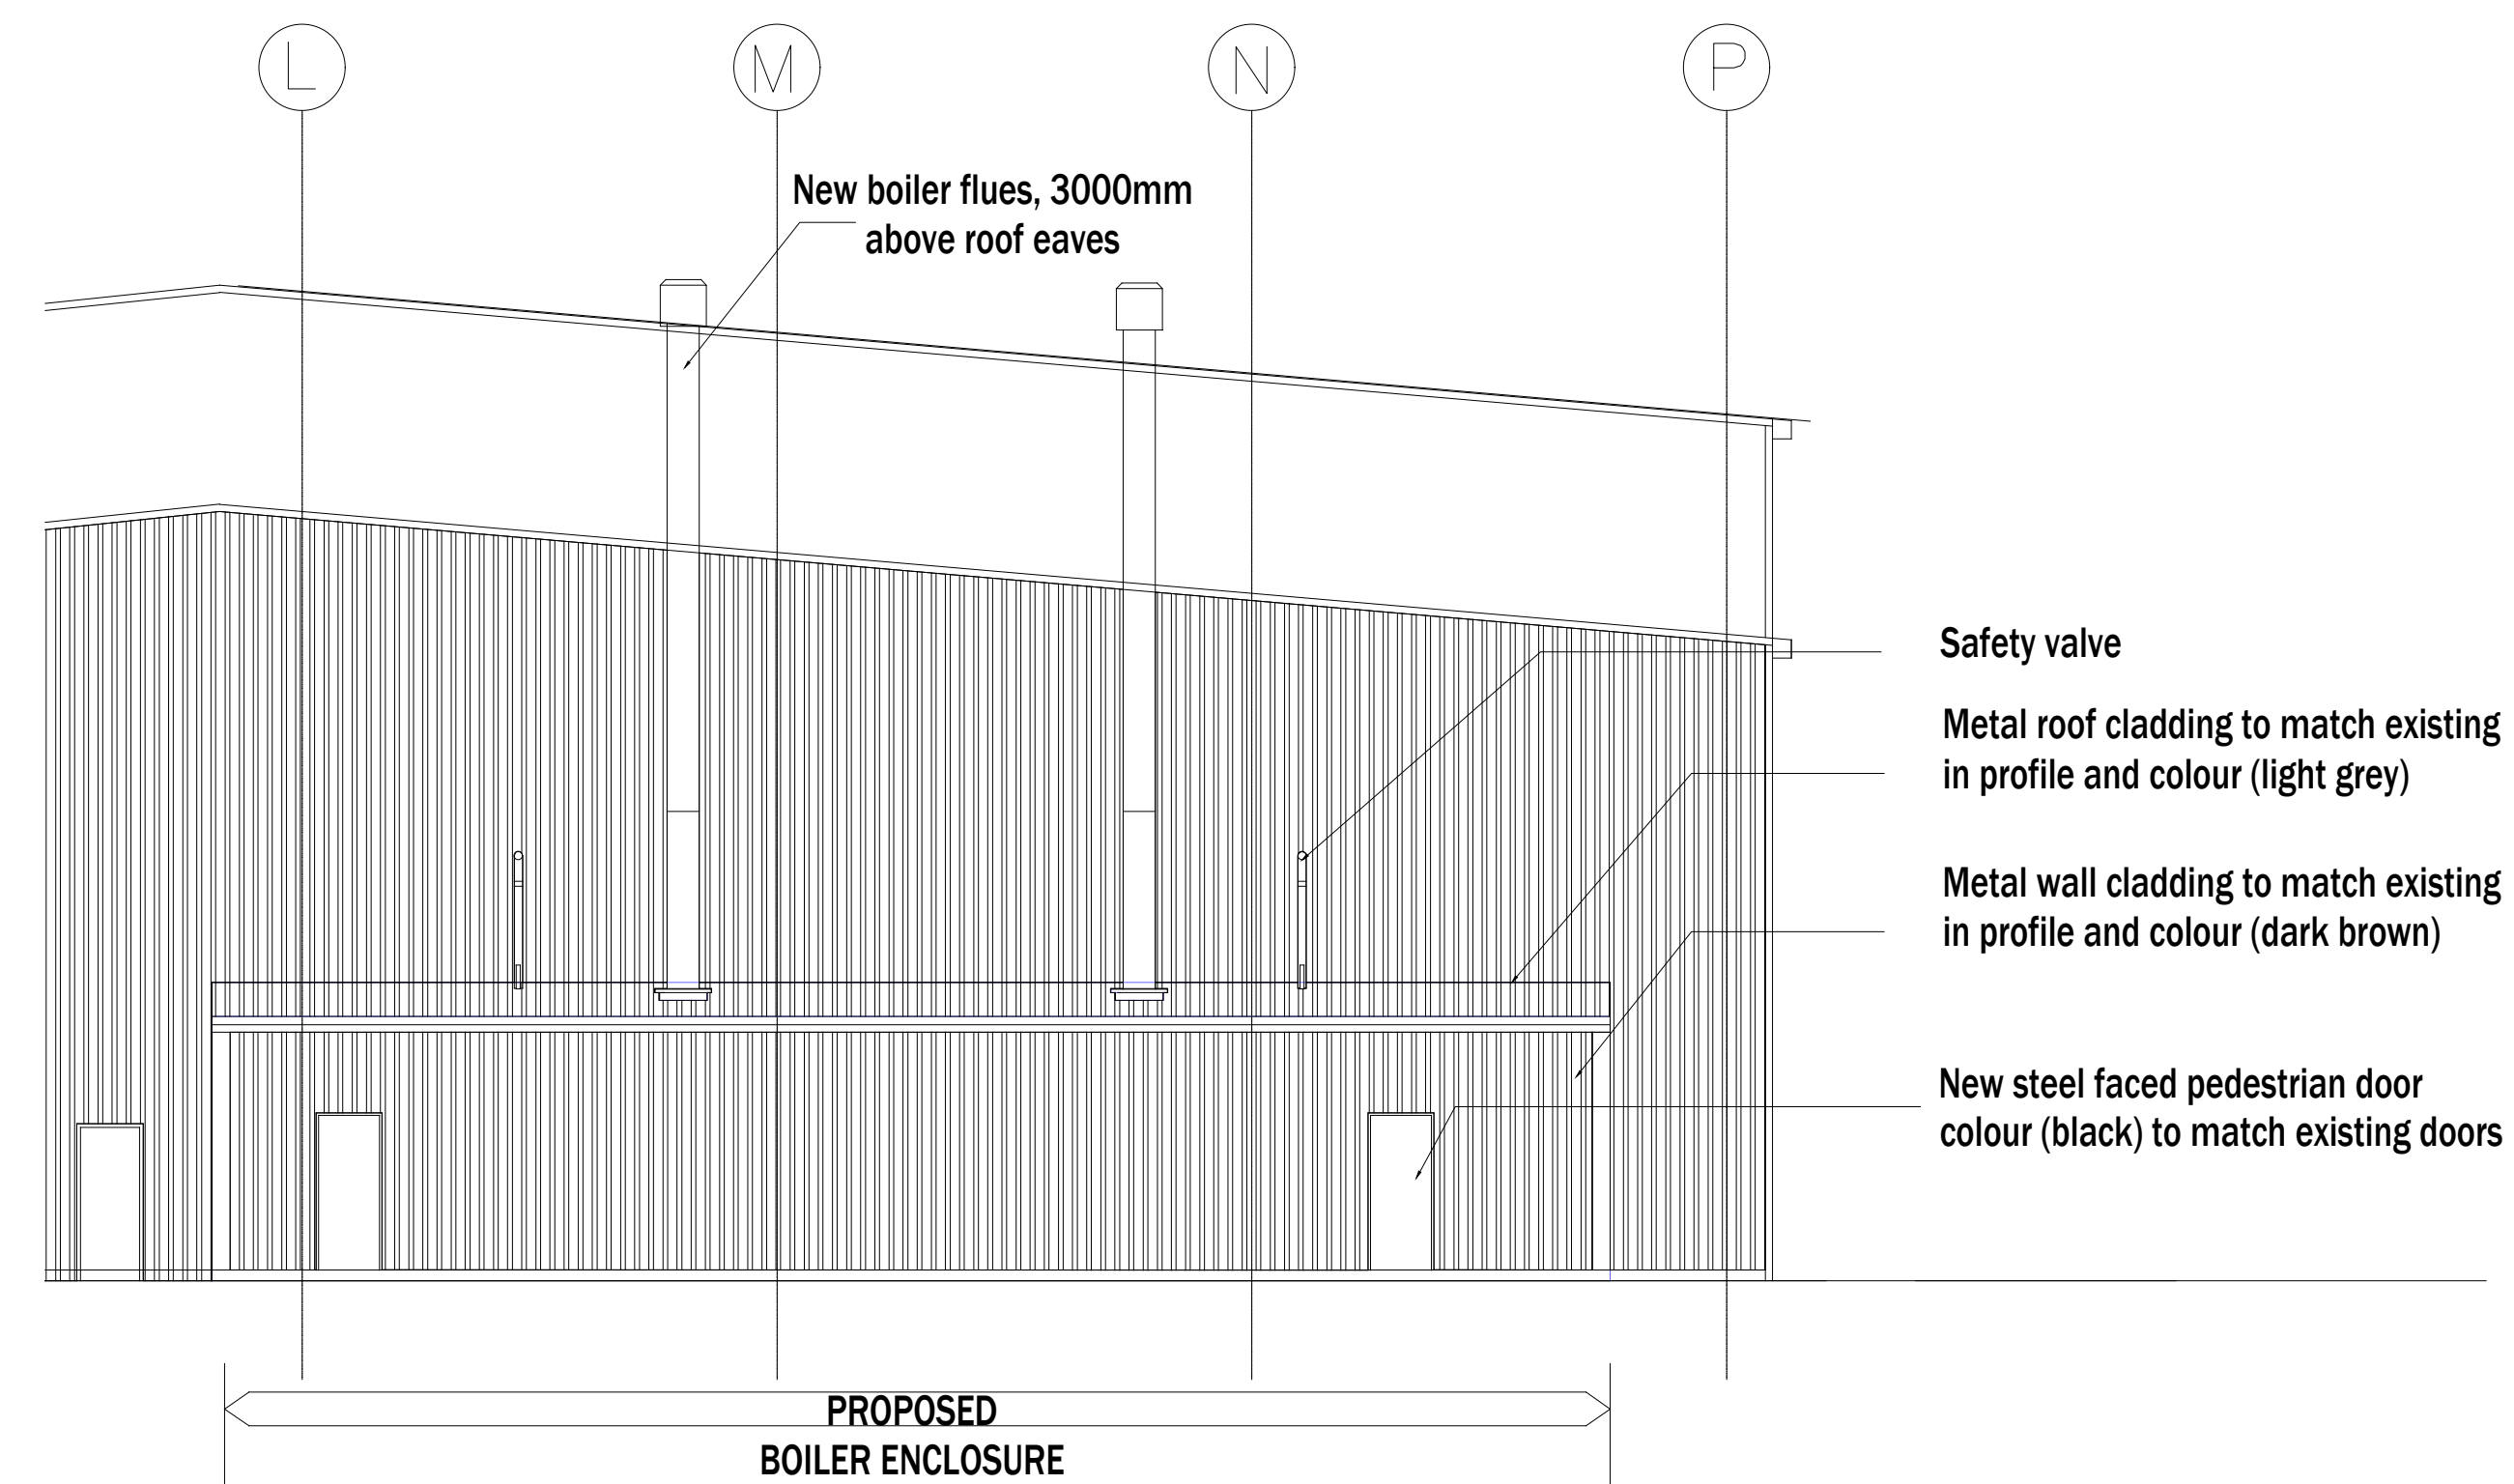 L M N P
New boiler flues, 3000mm
above roof eaves
Safety valve
Metal roof cladding to match existing
in profile and colour (light grey)
Metal wall cladding to match existing
in profile and colour (dark brown)
New steel faced pedestrian door
colour (black) to match existing doors
PROPOSED
BOILER ENCLOSURE